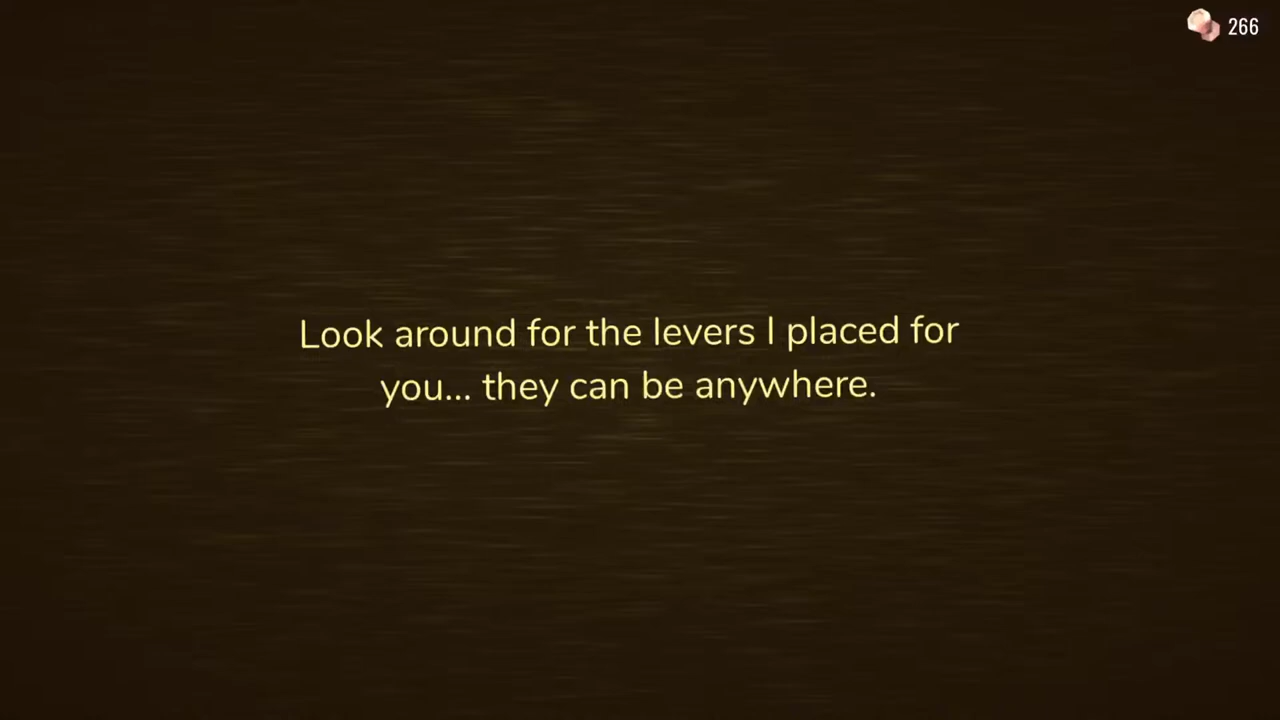 266
Look around for the levers I placed for
you... they can be anywhere.